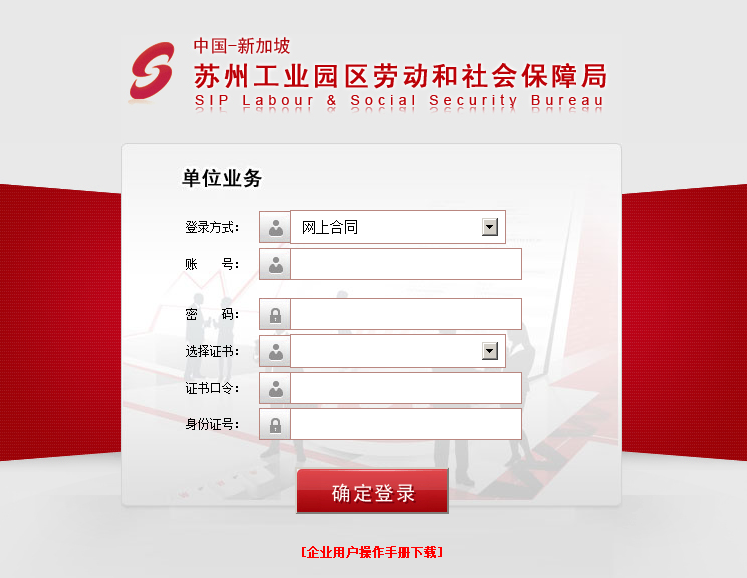 中国-新加坡
苏州工业园区劳动和社会保障局
SIP Labour & Social Security Bureau
单位业务
登录方式： 网上合同
账　号：
密　码：
选择证书：
证书口令：
身份证号：
确定登录
[企业用户操作手册下载]